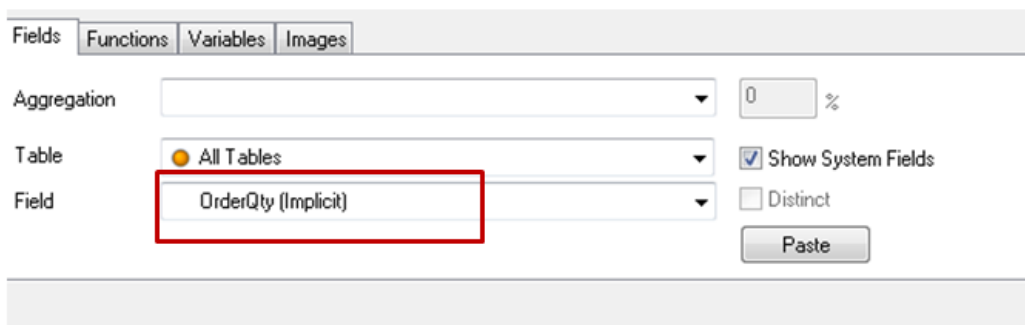 Fields Functions Variables Images
Aggregation 0 %
Table All Tables Show System Fields
Field OrderQty (Implicit) Distinct
Paste